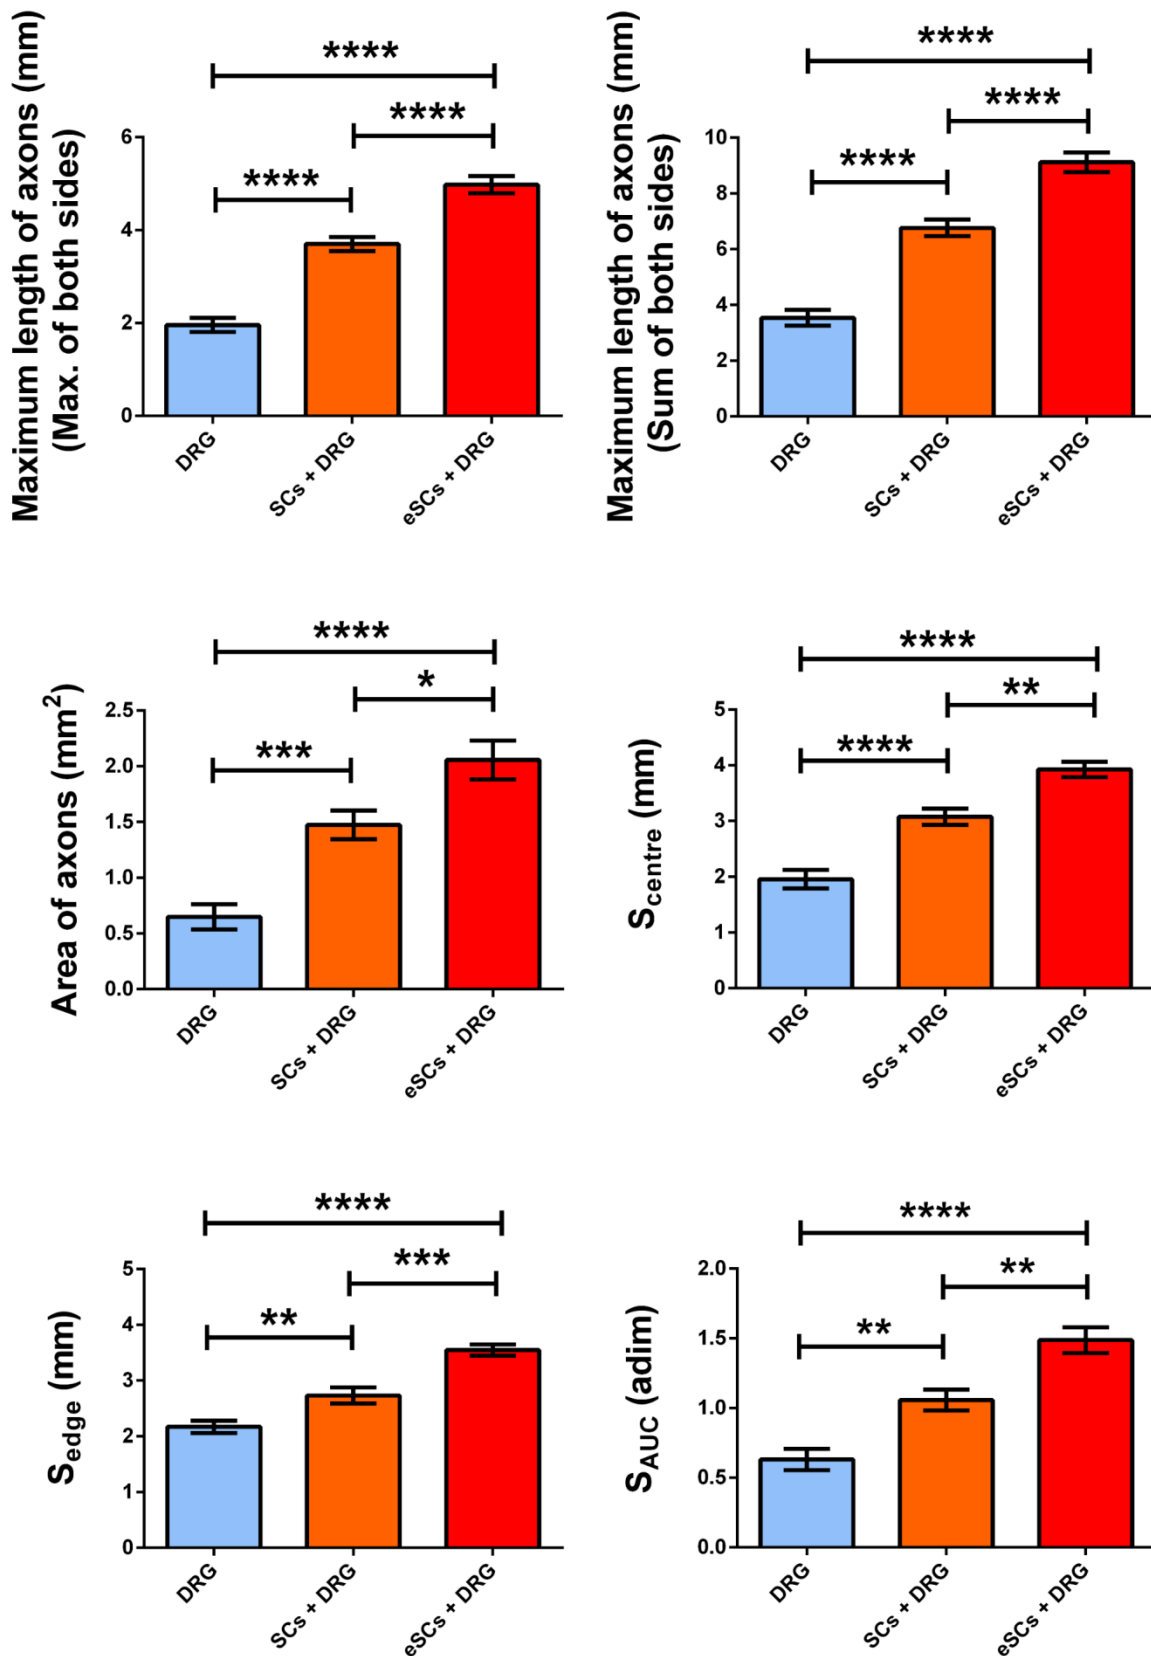 Maximum length of axons (mm)
(Max. of both sides)
****
****
****
6
4
2
0
DRG
SCs + DRG
eSCs + DRG
Maximum length of axons (mm)
(Sum of both sides)
****
****
****
10
8
6
4
2
0
DRG
SCs + DRG
eSCs + DRG
Area of axons (mm²)
****
*
***
2.5
2.0
1.5
1.0
0.5
0.0
DRG
SCs + DRG
eSCs + DRG
Scentre (mm)
****
**
****
5
4
3
2
1
0
DRG
SCs + DRG
eSCs + DRG
Sedge (mm)
****
***
**
5
4
3
2
1
0
DRG
SCs + DRG
eSCs + DRG
SAUC (adim)
****
**
**
2.0
1.5
1.0
0.5
0.0
DRG
SCs + DRG
eSCs + DRG